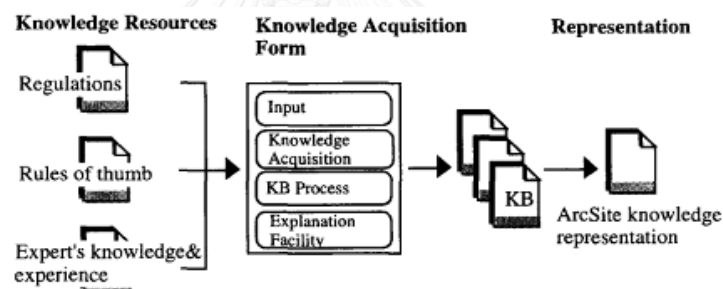 Knowledge Resources
Knowledge Acquisition
Form
Representation
Regulations
Rules of thumb
Expert's knowledge&
experience
Input
Knowledge
Acquisition
KB Process
Explanation
Facility
KB
ArcSite knowledge
representation